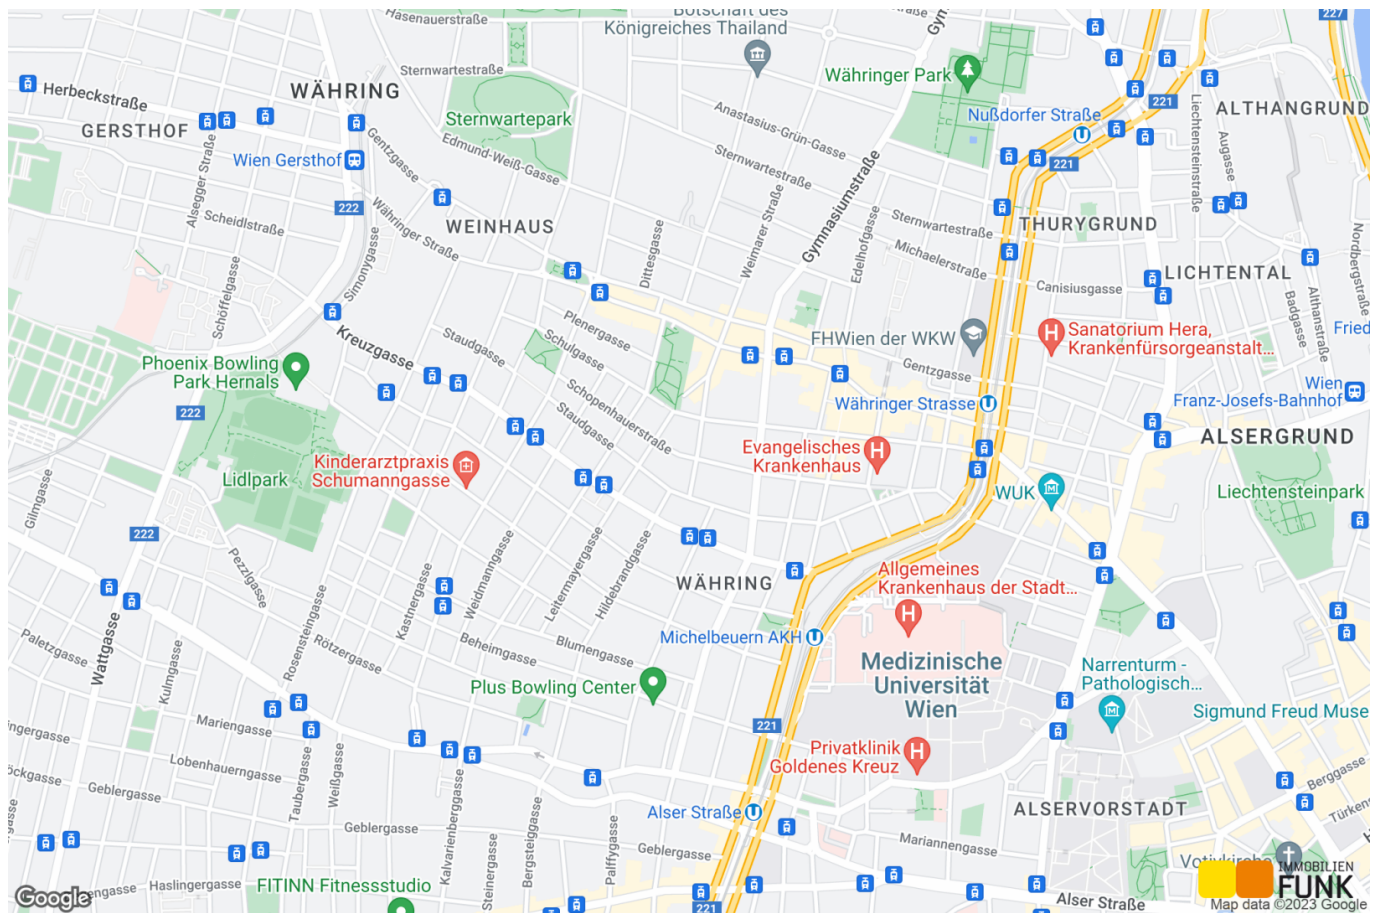 Hasenauerstraße
Botschaft des
Königreiches Thailand
227
Sternwartestraße
Währinger Park
WÄHRING
Herbeckstraße
221
ALTHANGRUND
Nußdorfer Straße
GERSTHOF
Sternwartepark
Anastasius-Grün-Gasse
Wien Gersthof
Gentzgasse
Edmund-Weiß-Gasse
Sternwartestraße
221
Liechtensteinstraße
Augasse
Alsegger Straße
222
Scheidlstraße
Währinger Straße
WEINHAUS
Weimarer Straße
Gymnasiumstraße
Edelhofgasse
Sternwartestraße
THURYGRUND
Michaelerstraße
Dittesgasse
Simonygasse
Schöffelgasse
LICHTENTAL
Canisiusgasse
Badgasse
Althanstraße
Nordbergstraße
Plenergasse
Schulgasse
Staudgasse
Kreuzgasse
FHWien der WKW
Sanatorium Hera,
Krankenfürsorgeanstalt...
Phoenix Bowling
Park Hernals
Gentzgasse
Wien
Franz-Josefs-Bahnhof
222
Schopenhauerstraße
Staudgasse
Währinger Strasse
ALSERGRUND
Evangelisches
Krankenhaus
Kinderarztpraxis
Schumanngasse
Lidlpark
WUK
Liechtensteinpark
Gilmgasse
222
Pezzlgasse
Kastnergasse
Weidmanngasse
Leitermayergasse
Hildebrandgasse
WÄHRING
Allgemeines
Krankenhaus der Stadt...
Wattgasse
Paletzgasse
Kulmgasse
Rosensteingasse
Rötzergasse
Beheimgasse
Blumengasse
Michelbeuern AKH
Medizinische
Universität
Wien
Narrenturm -
Pathologisch...
Plus Bowling Center
Sigmund Freud Muse
Mariengasse
221
Lobenhauerngasse
Privatklinik
Goldenes Kreuz
Berggasse
Geblergasse
Taubergasse
Weißgasse
Kalvarienberggasse
Bergsteiggasse
Palffygasse
Alser Straße
ALSERVORSTADT
Geblergasse
Geblergasse
Mariannengasse
Votivkirche
Haslingergasse
FITINN Fitnessstudio
Steinergasse
221
Alser Straße
IMMOBILIEN
FUNK
Google
Map data ©2023 Google